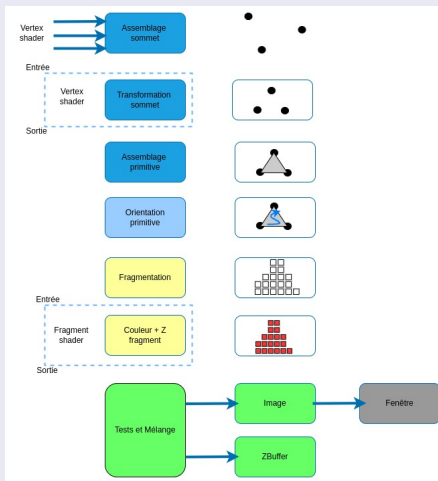 Vertex
shader
Assemblage
sommet
Entrée
Vertex
shader
Transformation
sommet
Sortie
Assemblage
primitive
Orientation
primitive
Fragmentation
Entrée
Fragment
shader
Couleur + Z
fragment
Sortie
Tests et Mélange
Image
Fenêtre
ZBuffer